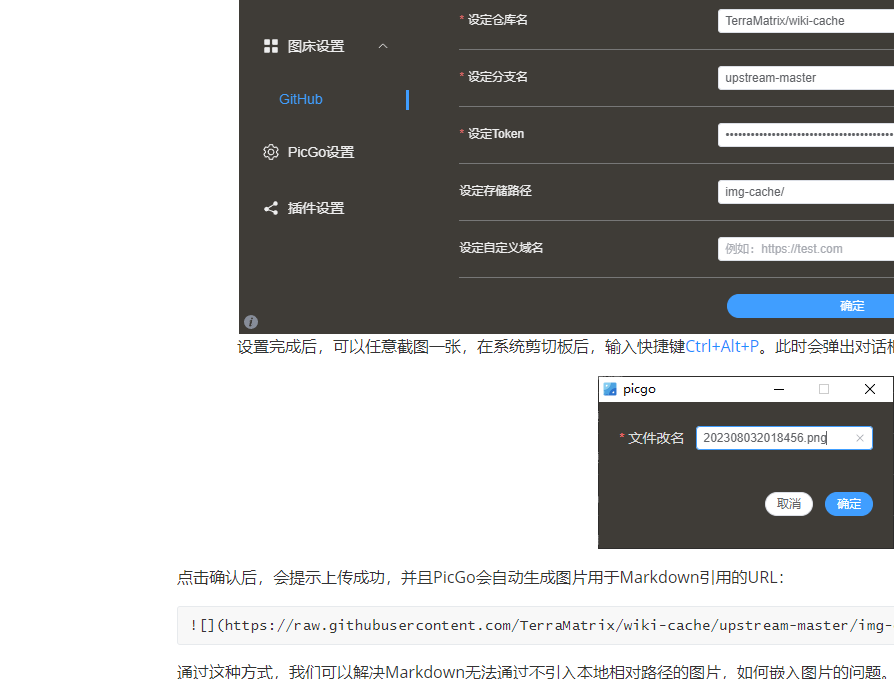 * 设定仓库名 TerraMatrix/wiki-cache
图床设置
* 设定分支名 upstream-master
GitHub
* 设定Token ••••••••••••••••••••••••••••••••••••••••
PicGo设置
设定存储路径 img-cache/
插件设置
设定自定义域名 例如：https://test.com
确定
设置完成后，可以任意截图一张，在系统剪切板后，输入快捷键Ctrl+Alt+P。此时会弹出对话框
picgo
* 文件改名 202308032018456.png
取消 确定
点击确认后，会提示上传成功，并且PicGo会自动生成图片用于Markdown引用的URL：
![](https://raw.githubusercontent.com/TerraMatrix/wiki-cache/upstream-master/img-
通过这种方式，我们可以解决Markdown无法通过不引入本地相对路径的图片，如何嵌入图片的问题。